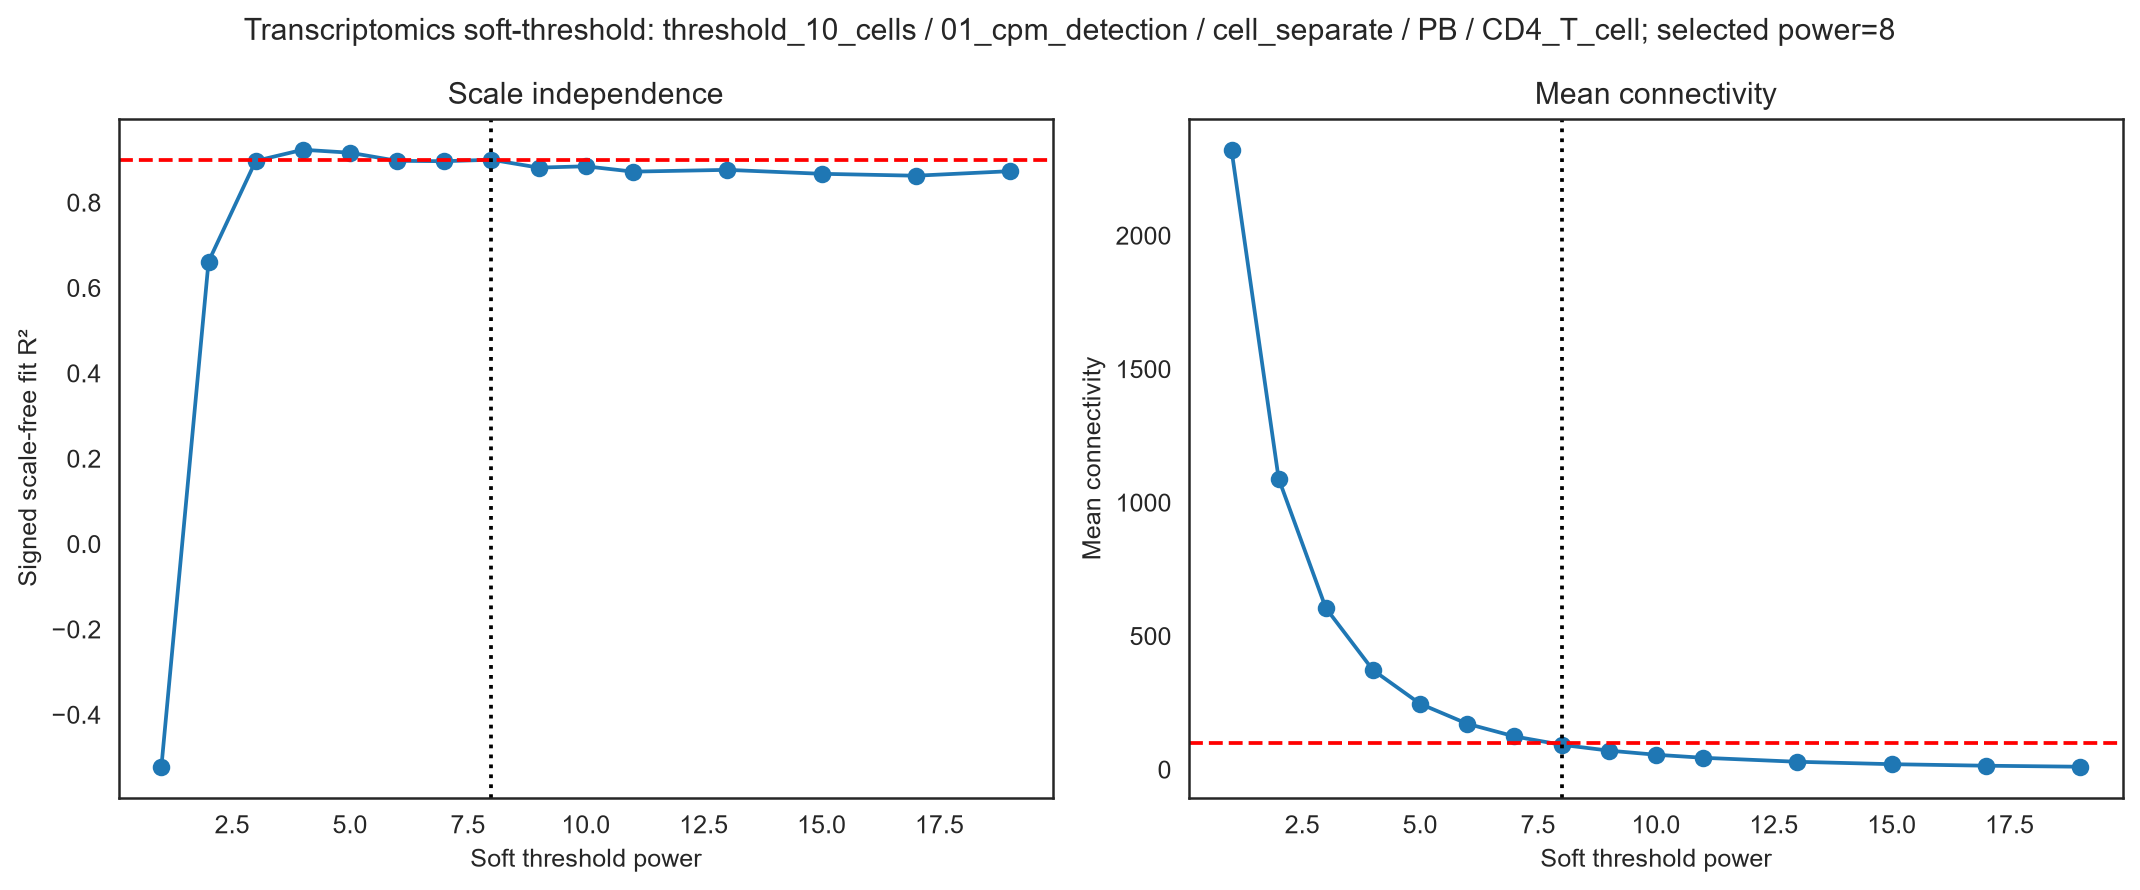 Transcriptomics soft-threshold: threshold_10_cells / 01_cpm_detection / cell_separate / PB / CD4_T_cell; selected power=8
Scale independence
Signed scale-free fit R²
0.8
0.6
0.4
0.2
0.0
−0.2
−0.4
2.5 5.0 7.5 10.0 12.5 15.0 17.5
Soft threshold power
Mean connectivity
Mean connectivity
2000
1500
1000
500
0
2.5 5.0 7.5 10.0 12.5 15.0 17.5
Soft threshold power